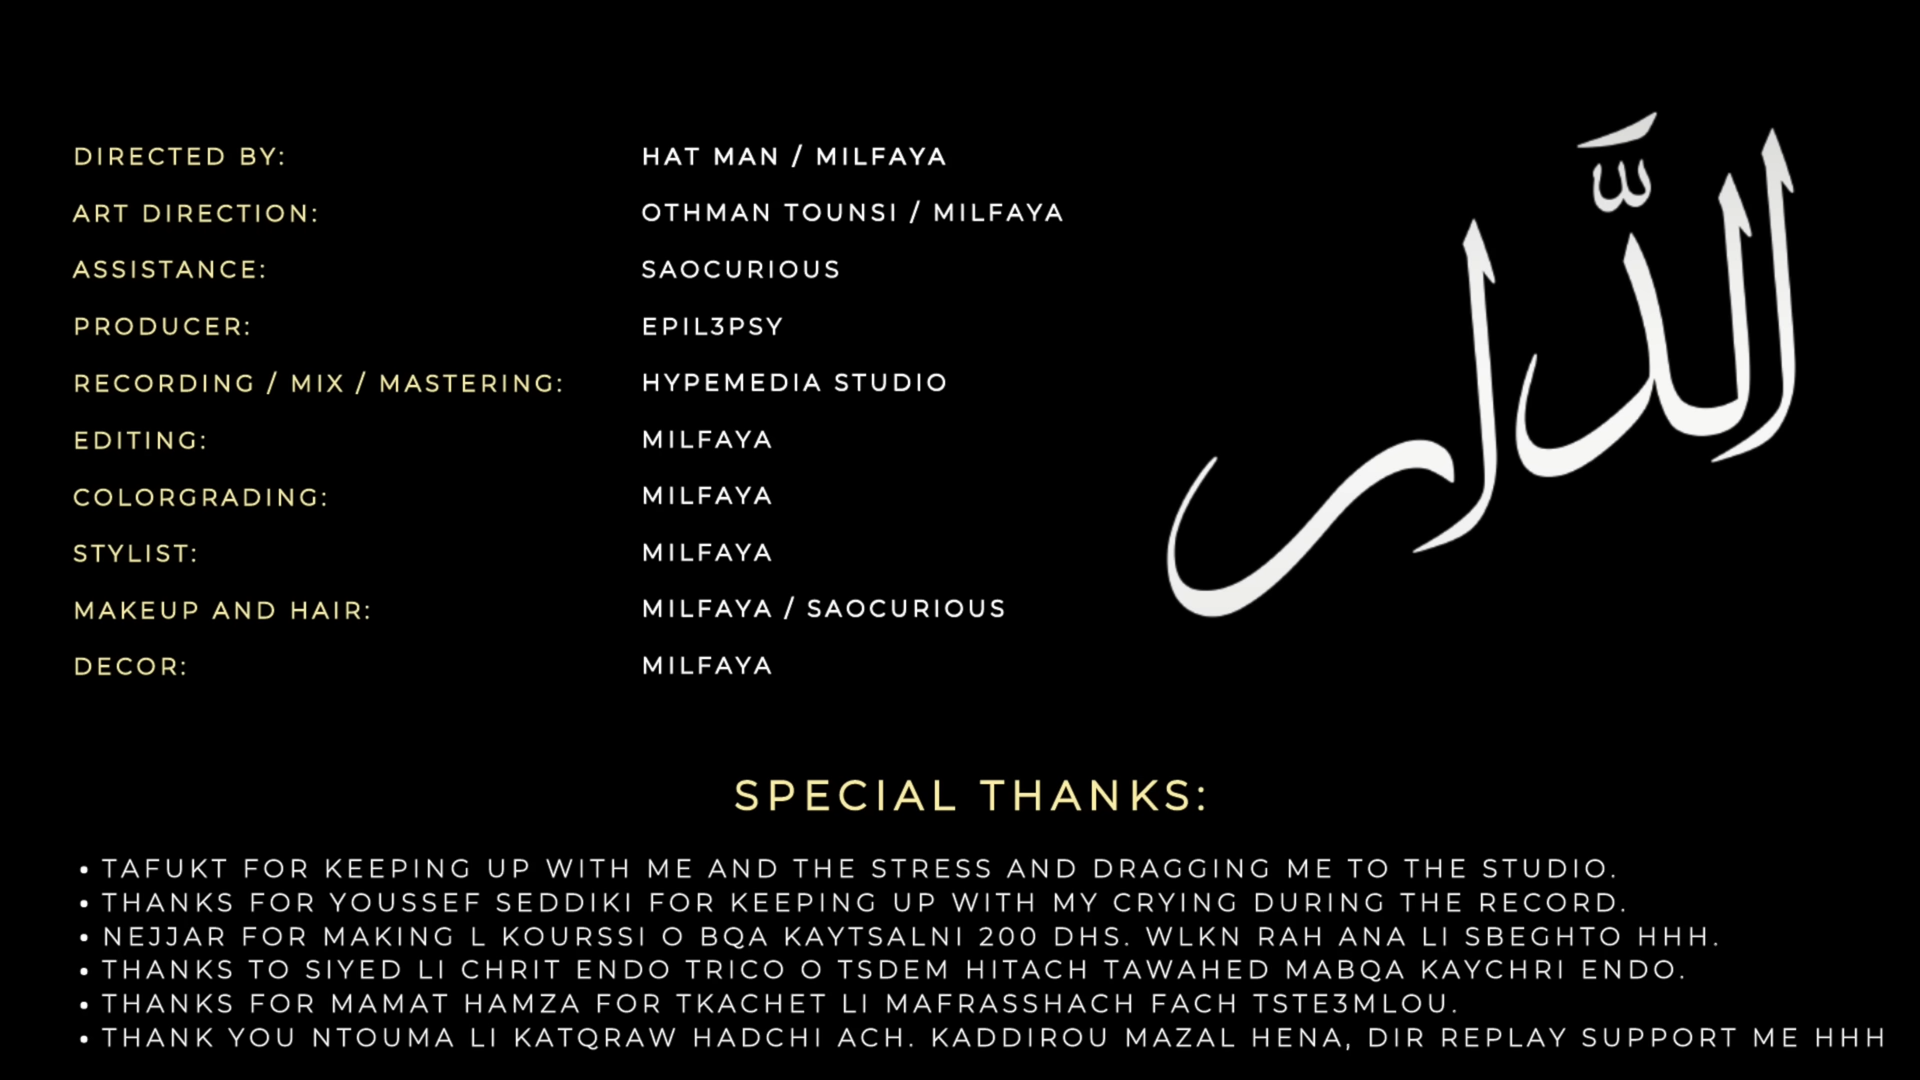 DIRECTED BY: HAT MAN / MILFAYA
ART DIRECTION: OTHMAN TOUNSI / MILFAYA
ASSISTANCE: SAOCURIOUS
PRODUCER: EPIL3PSY
RECORDING / MIX / MASTERING: HYPEMEDIA STUDIO
EDITING: MILFAYA
COLORGRADING: MILFAYA
STYLIST: MILFAYA
MAKEUP AND HAIR: MILFAYA / SAOCURIOUS
DECOR: MILFAYA
الدَّار
SPECIAL THANKS:
• TAFUKT FOR KEEPING UP WITH ME AND THE STRESS AND DRAGGING ME TO THE STUDIO.
• THANKS FOR YOUSSEF SEDDIKI FOR KEEPING UP WITH MY CRYING DURING THE RECORD.
• NEJJAR FOR MAKING L KOURSSI O BQA KAYTSALNI 200 DHS. WLKN RAH ANA LI SBEGHTO HHH.
• THANKS TO SIYED LI CHRIT ENDO TRICO O TSDEM HITACH TAWAHED MABQA KAYCHRI ENDO.
• THANKS FOR MAMAT HAMZA FOR TKACHET LI MAFRASSHACH FACH TSTE3MLOU.
• THANK YOU NTOUMA LI KATQRAW HADCHI ACH. KADDIROU MAZAL HENA, DIR REPLAY SUPPORT ME HHH